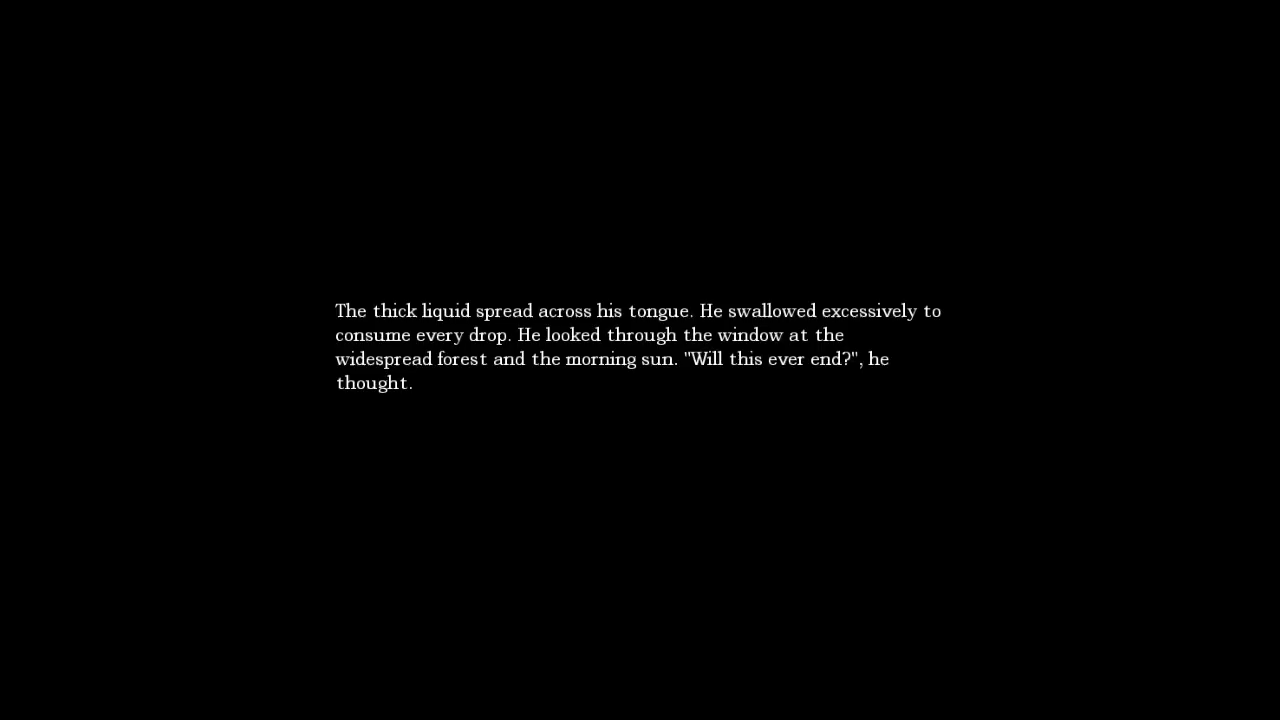 The thick liquid spread across his tongue. He swallowed excessively to
consume every drop. He looked through the window at the
widespread forest and the morning sun. "Will this ever end?", he
thought.